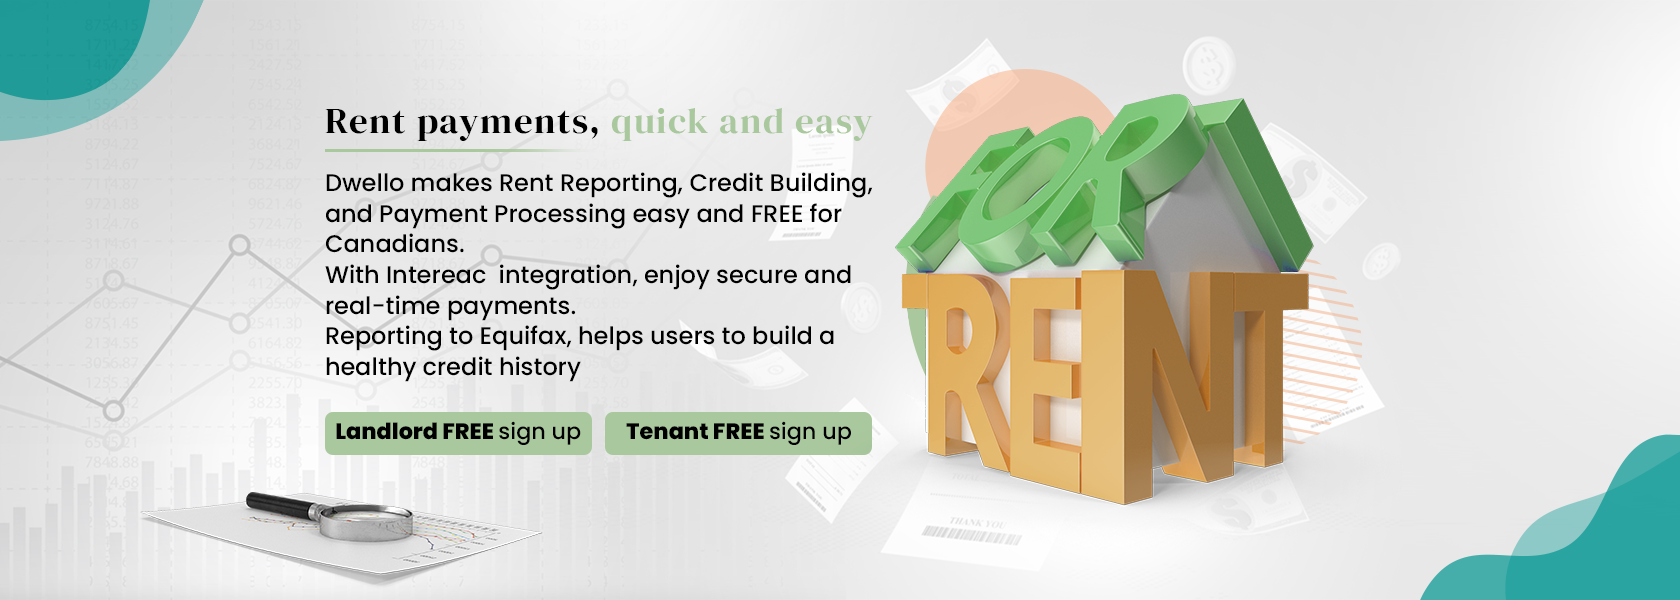 Rent payments, quick and easy
Dwello makes Rent Reporting, Credit Building,
and Payment Processing easy and FREE for
Canadians.
With Intereac  integration, enjoy secure and
real-time payments.
Reporting to Equifax, helps users to build a
healthy credit history
Landlord FREE sign up
Tenant FREE sign up
FOR
RENT
THANK YOU